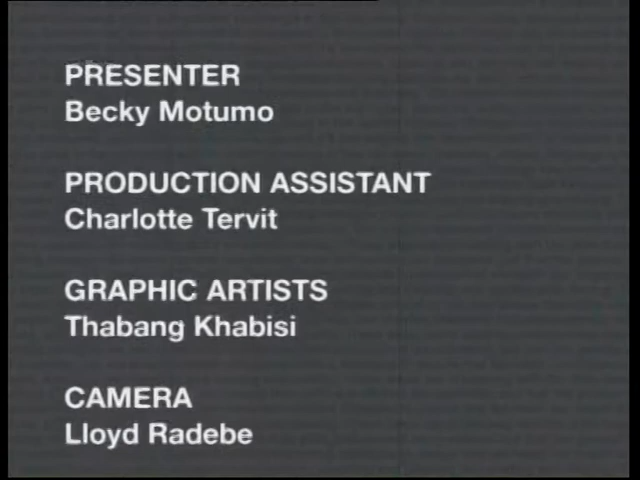 PRESENTER
Becky Motumo
PRODUCTION ASSISTANT
Charlotte Tervit
GRAPHIC ARTISTS
Thabang Khabisi
CAMERA
Lloyd Radebe